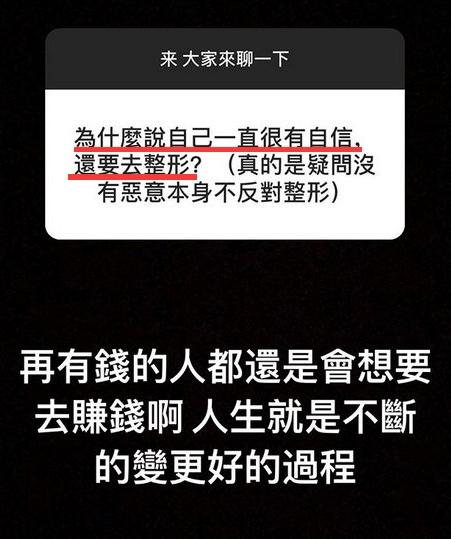 来 大家來聊一下
為什麼說自己一直很有自信，
還要去整形？（真的是疑問沒
有惡意本身不反對整形）
再有錢的人都還是會想要
去賺錢啊 人生就是不斷
的變更好的過程